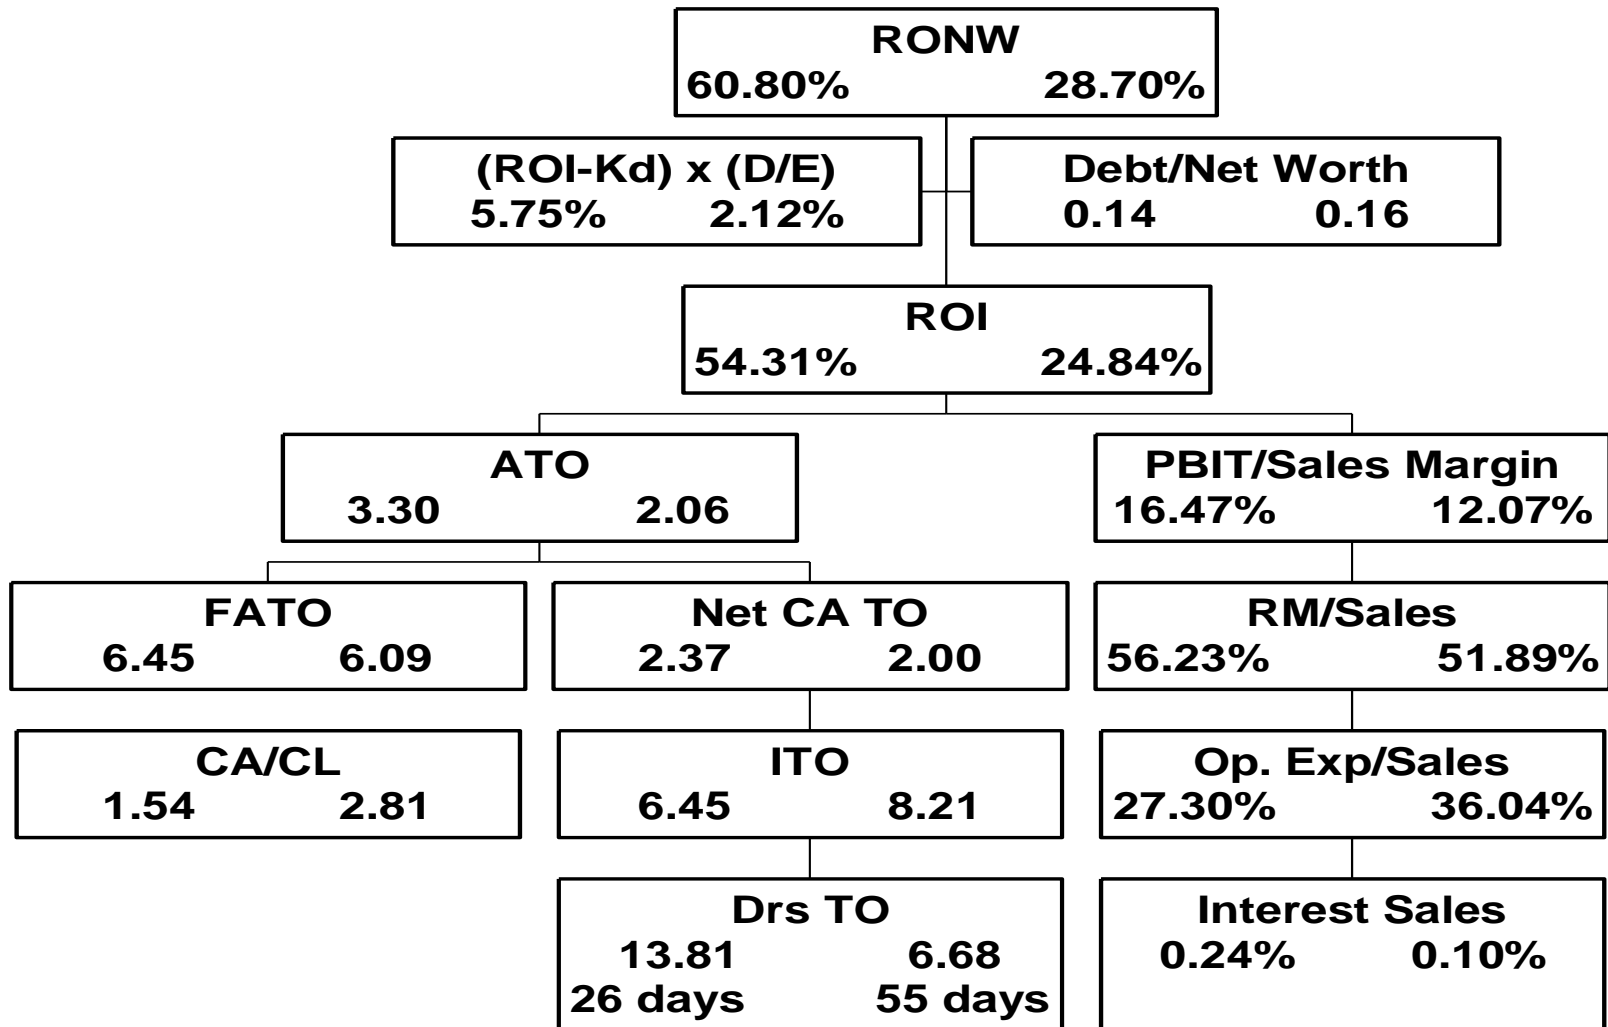 RONW
60.80% 28.70%
(ROI-Kd) x (D/E)
5.75% 2.12%
Debt/Net Worth
0.14 0.16
ROI
54.31% 24.84%
ATO
3.30 2.06
PBIT/Sales Margin
16.47% 12.07%
FATO
6.45 6.09
Net CA TO
2.37 2.00
RM/Sales
56.23% 51.89%
CA/CL
1.54 2.81
ITO
6.45 8.21
Op. Exp/Sales
27.30% 36.04%
Drs TO
13.81 6.68
26 days 55 days
Interest Sales
0.24% 0.10%